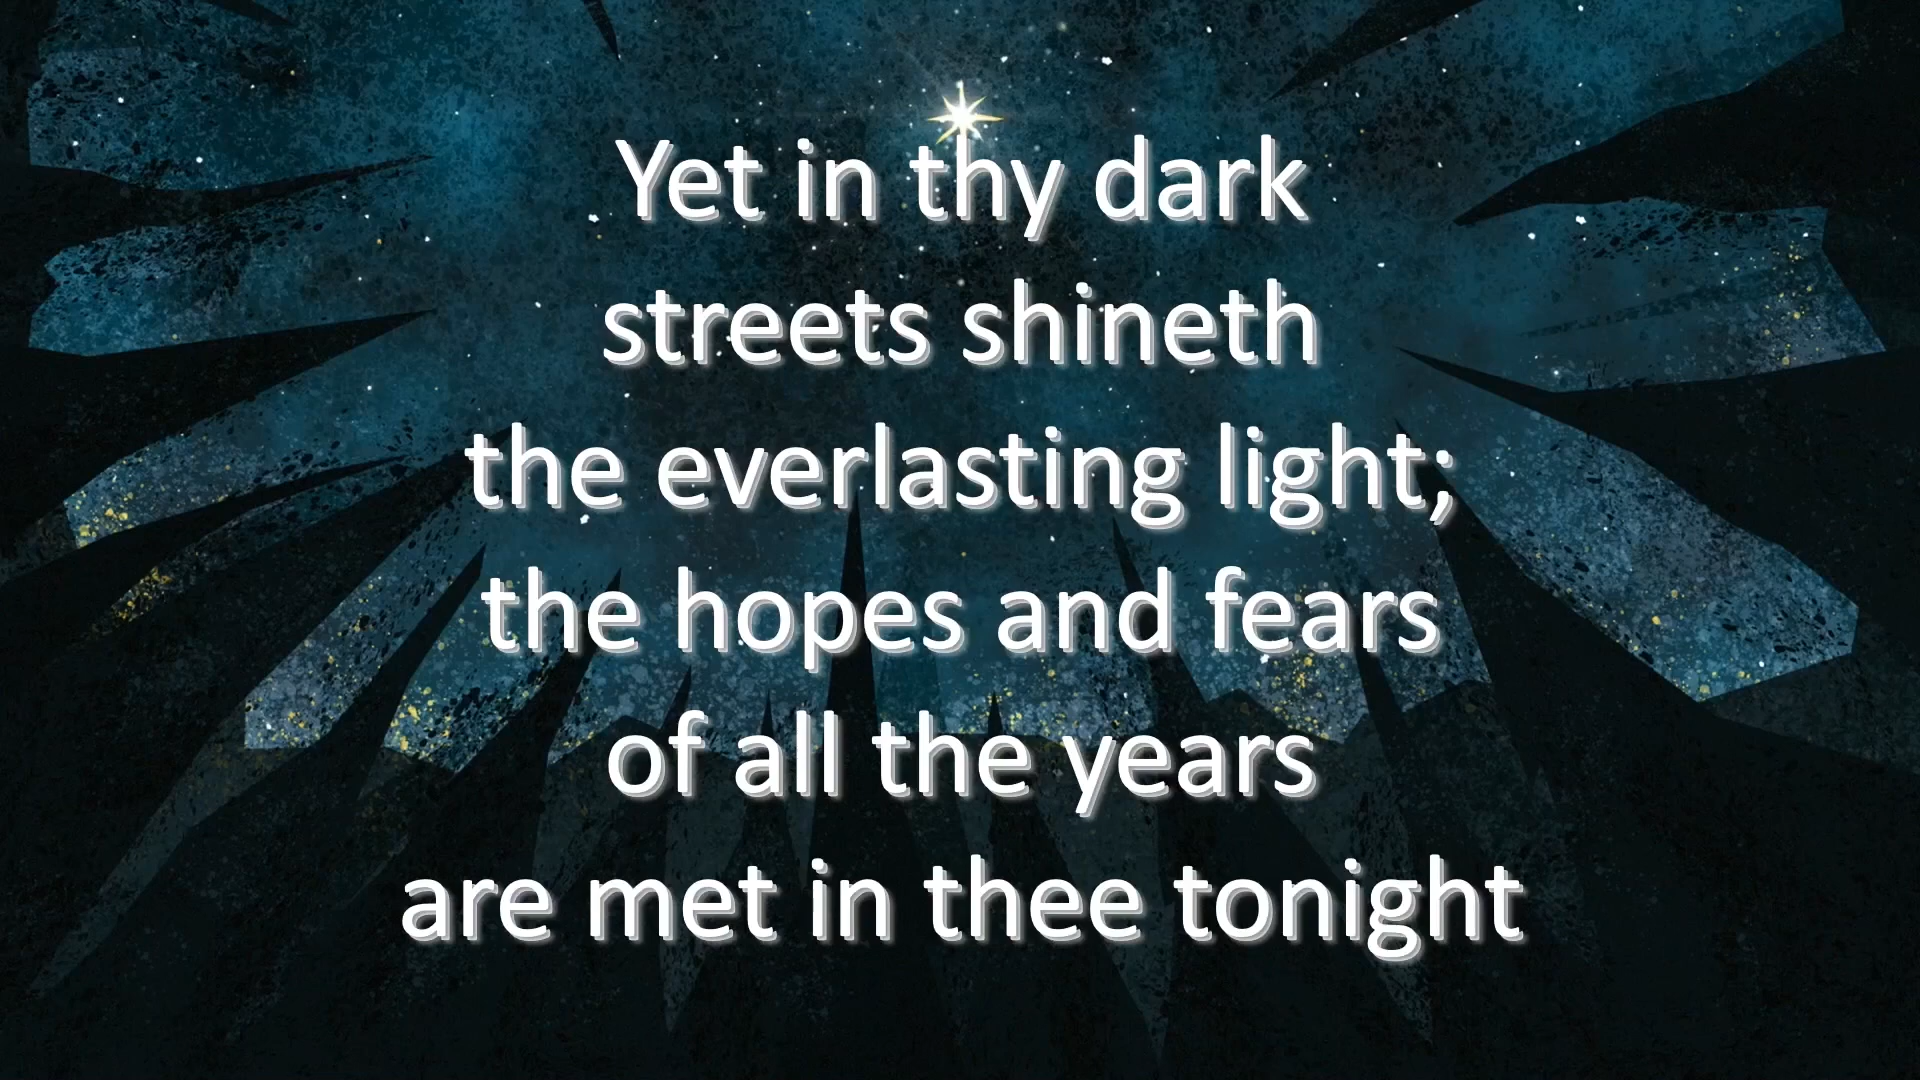 Yet in thy dark
streets shineth
the everlasting light;
the hopes and fears
of all the years
are met in thee tonight